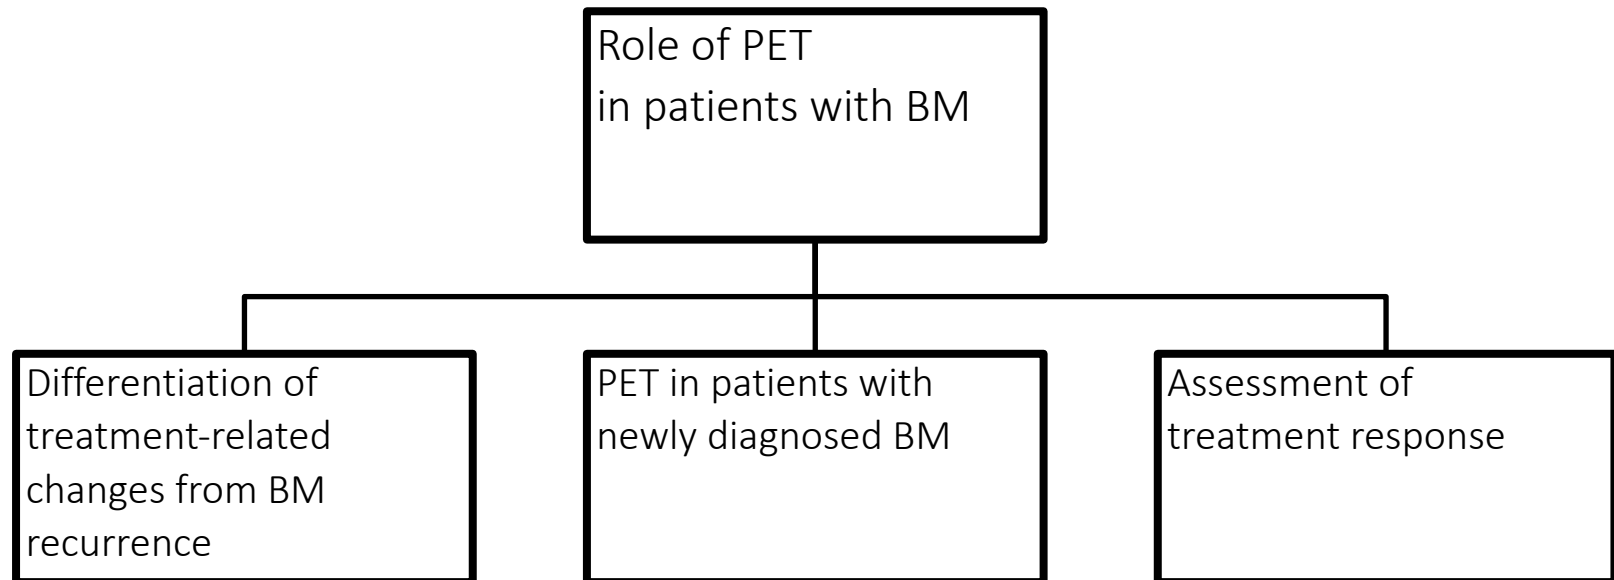 Role of PET
in patients with BM
Differentiation of
treatment-related
changes from BM
recurrence
PET in patients with
newly diagnosed BM
Assessment of
treatment response